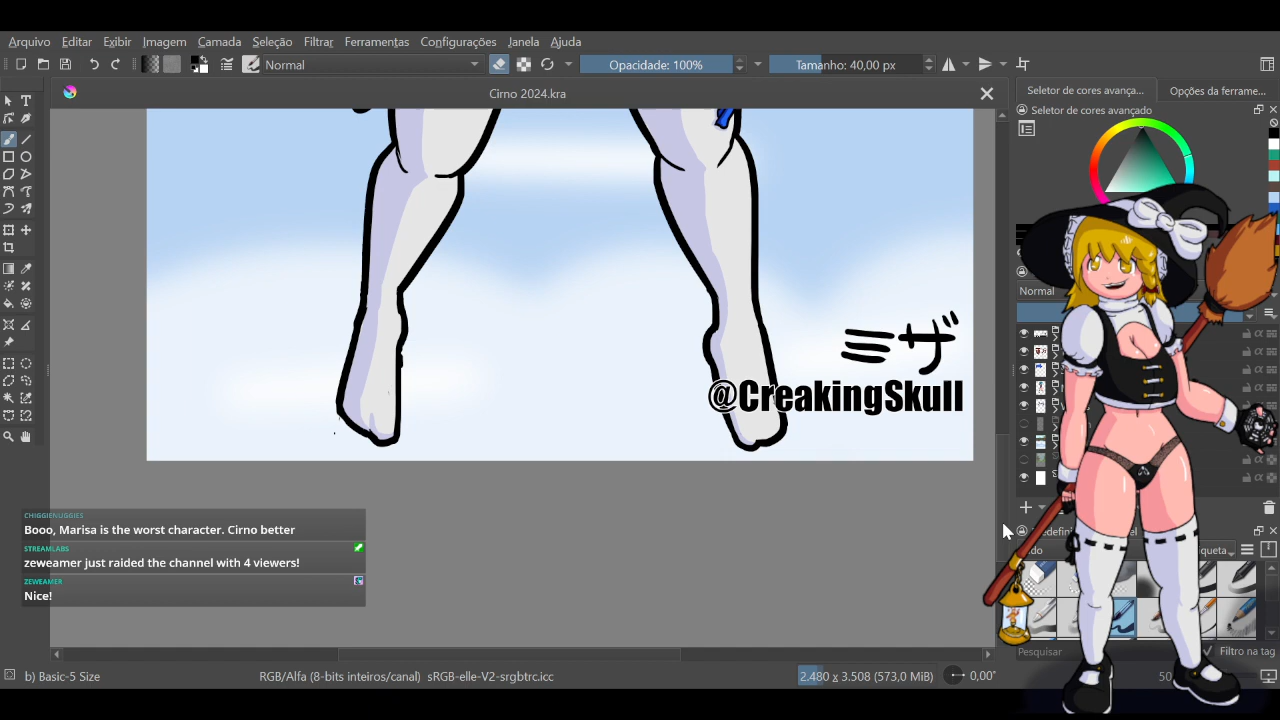 Arquivo Editar Exibir Imagem Camada Seleção Filtrar Ferramentas Configurações Janela Ajuda
Normal Opacidade: 100% Tamanho: 40,00 px
Cirno 2024.kra
Seletor de cores avança... Opções da ferrame...
Seletor de cores avançado
Normal
ミザ
@CreakingSkull
CHIGGIENUGGIES
Booo, Marisa is the worst character. Cirno better
STREAMLABS
zeweamer just raided the channel with 4 viewers!
ZEWEAMER
Nice!
Pesquisar
Filtro na tag
b) Basic-5 Size
RGB/Alfa (8-bits inteiros/canal) sRGB-elle-V2-srgbtrc.icc
2.480 x 3.508 (573,0 MiB)
0,00°